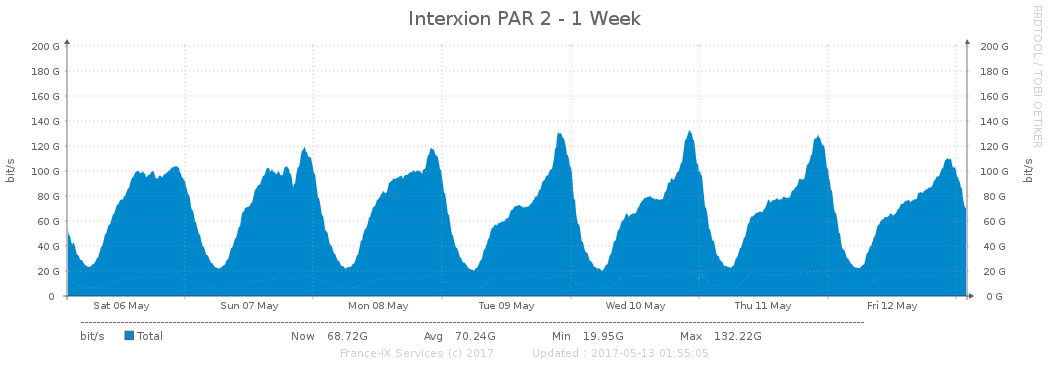 Interxion PAR 2 - 1 Week
RRDTOOL / TOBI OETIKER
200 G 200 G
180 G 180 G
160 G 160 G
140 G 140 G
120 G 120 G
100 G 100 G
80 G 80 G
60 G 60 G
40 G 40 G
20 G 20 G
0 0 G
bit/s
bit/s
Sat 06 May Sun 07 May Mon 08 May Tue 09 May Wed 10 May Thu 11 May Fri 12 May
bit/s Total Now 68.72G Avg 70.24G Min 19.95G Max 132.22G
France-IX Services (c) 2017 Updated : 2017-05-13 01:55:05